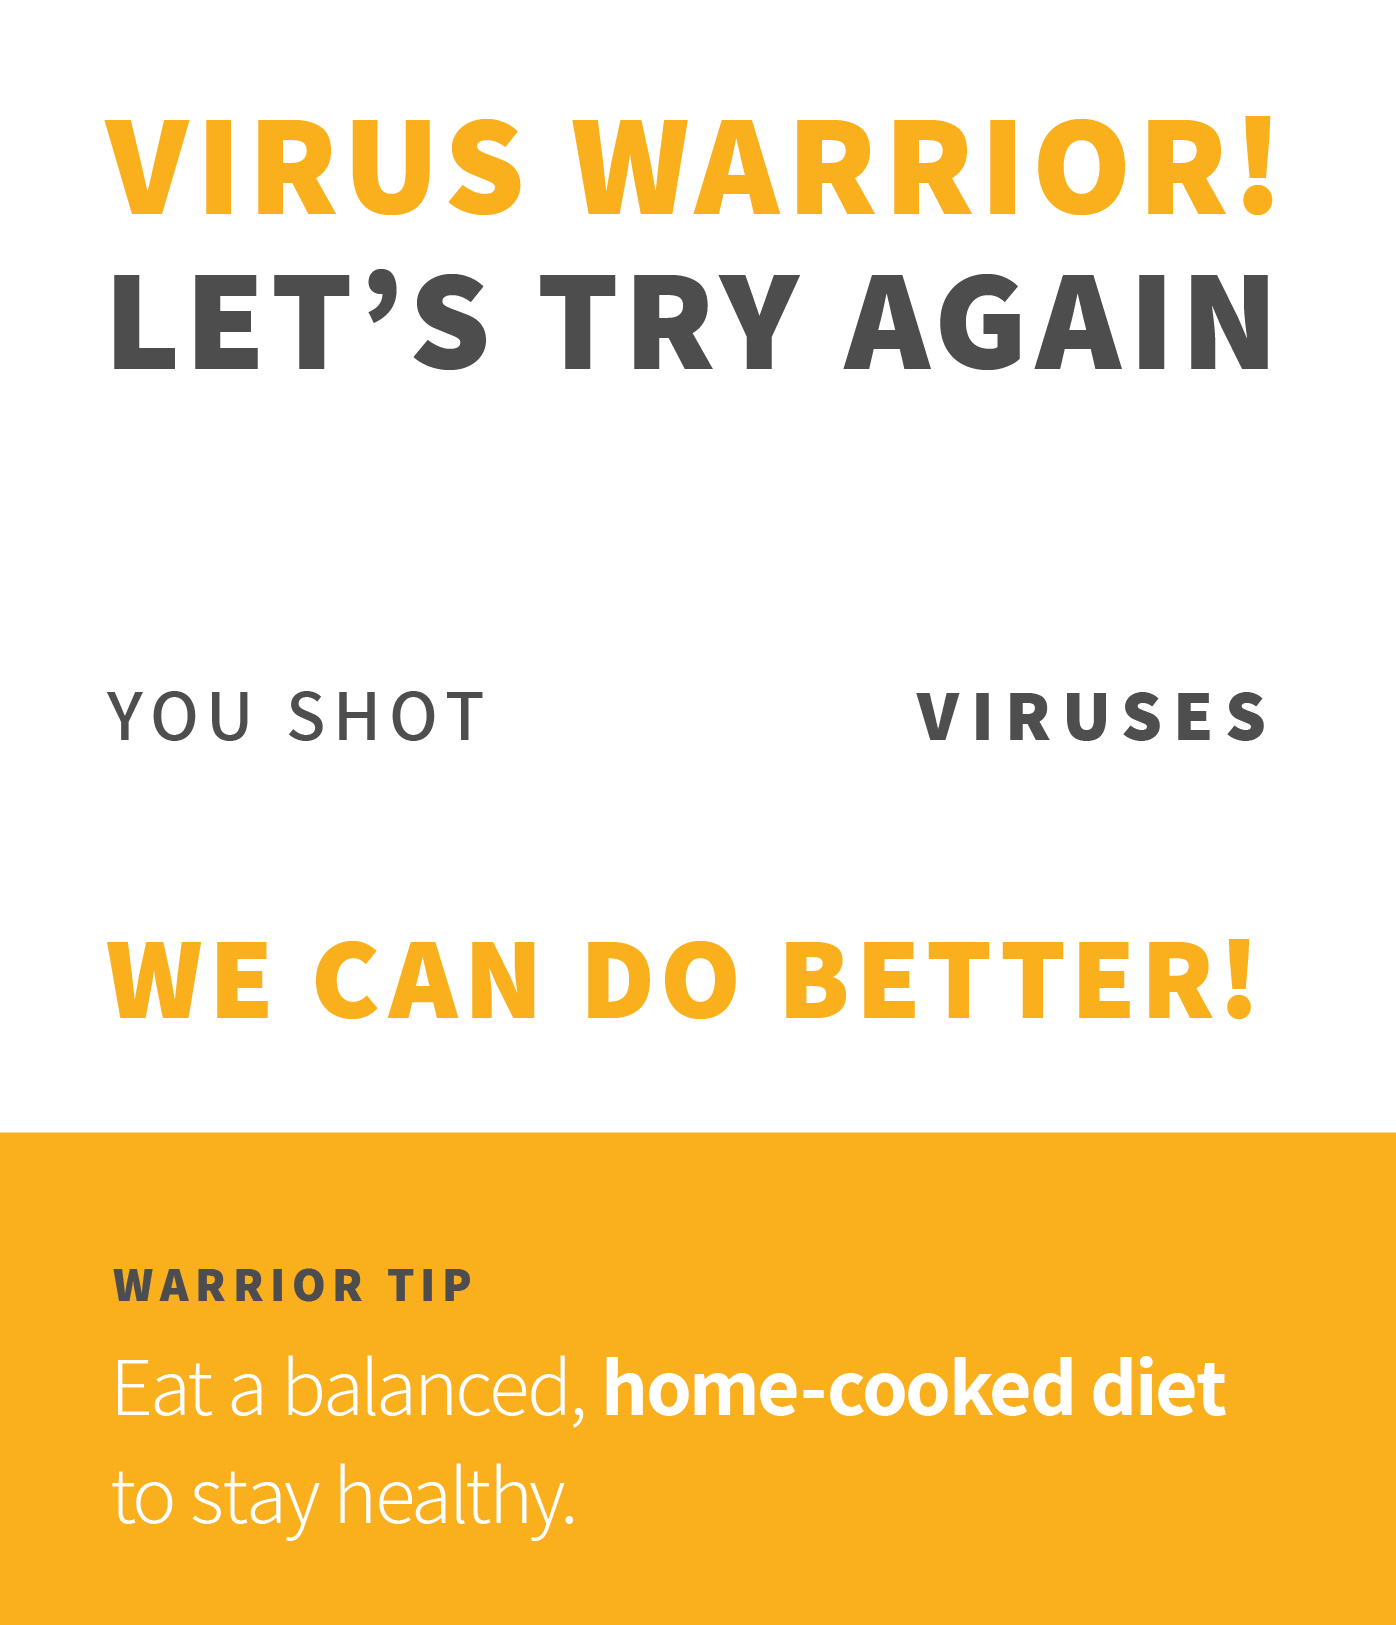 VIRUS WARRIOR!
LET’S TRY AGAIN
YOU SHOT VIRUSES
WE CAN DO BETTER!
WARRIOR TIP
Eat a balanced, home-cooked diet
to stay healthy.